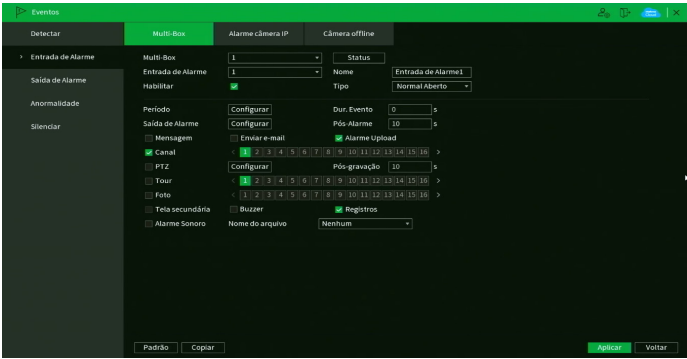 Eventos
Detectar
Entrada de Alarme
Saída de Alarme
Anormalidade
Silenciar
Multi-Box Alarme câmera IP Câmera offline
Multi-Box 1 Status
Entrada de Alarme 1 Nome Entrada de Alarme1
Habilitar Tipo Normal Aberto
Período Configurar Dur. Evento 0 s
Saída de Alarme Configurar Pós-Alarme 10 s
Mensagem Enviar e-mail Alarme Upload
Canal < 1 2 3 4 5 6 7 8 9 10 11 12 13 14 15 16 >
PTZ Configurar Pós-gravação 10 s
Tour < 1 2 3 4 5 6 7 8 9 10 11 12 13 14 15 16 >
Foto < 1 2 3 4 5 6 7 8 9 10 11 12 13 14 15 16 >
Tela secundária Buzzer Registros
Alarme Sonoro Nome do arquivo Nenhum
Padrão Copiar Aplicar Voltar